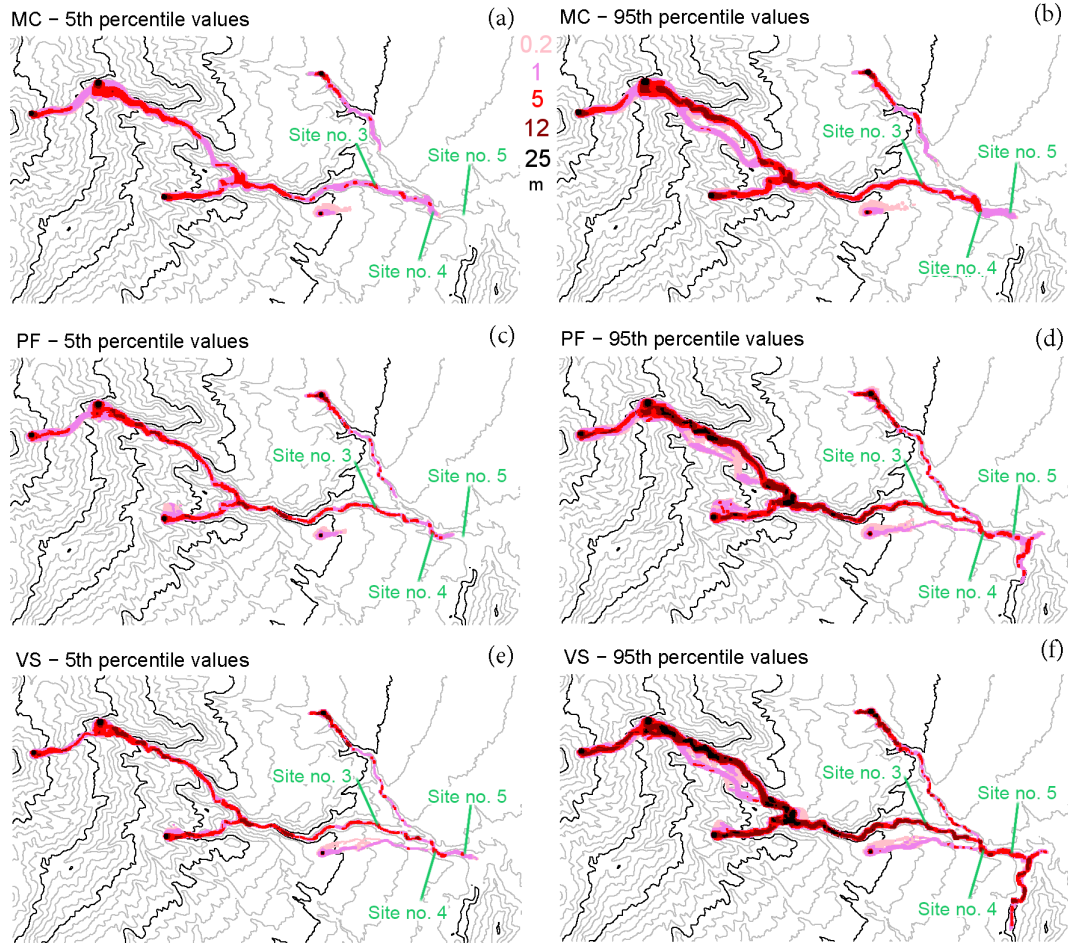 MC – 5th percentile values
(a)
Site no. 3
Site no. 5
Site no. 4
0.2
1
5
12
25
m
MC – 95th percentile values
(b)
Site no. 3
Site no. 5
Site no. 4
PF – 5th percentile values
(c)
Site no. 3
Site no. 5
Site no. 4
PF – 95th percentile values
(d)
Site no. 3
Site no. 5
Site no. 4
VS – 5th percentile values
(e)
Site no. 3
Site no. 5
Site no. 4
VS – 95th percentile values
(f)
Site no. 3
Site no. 5
Site no. 4